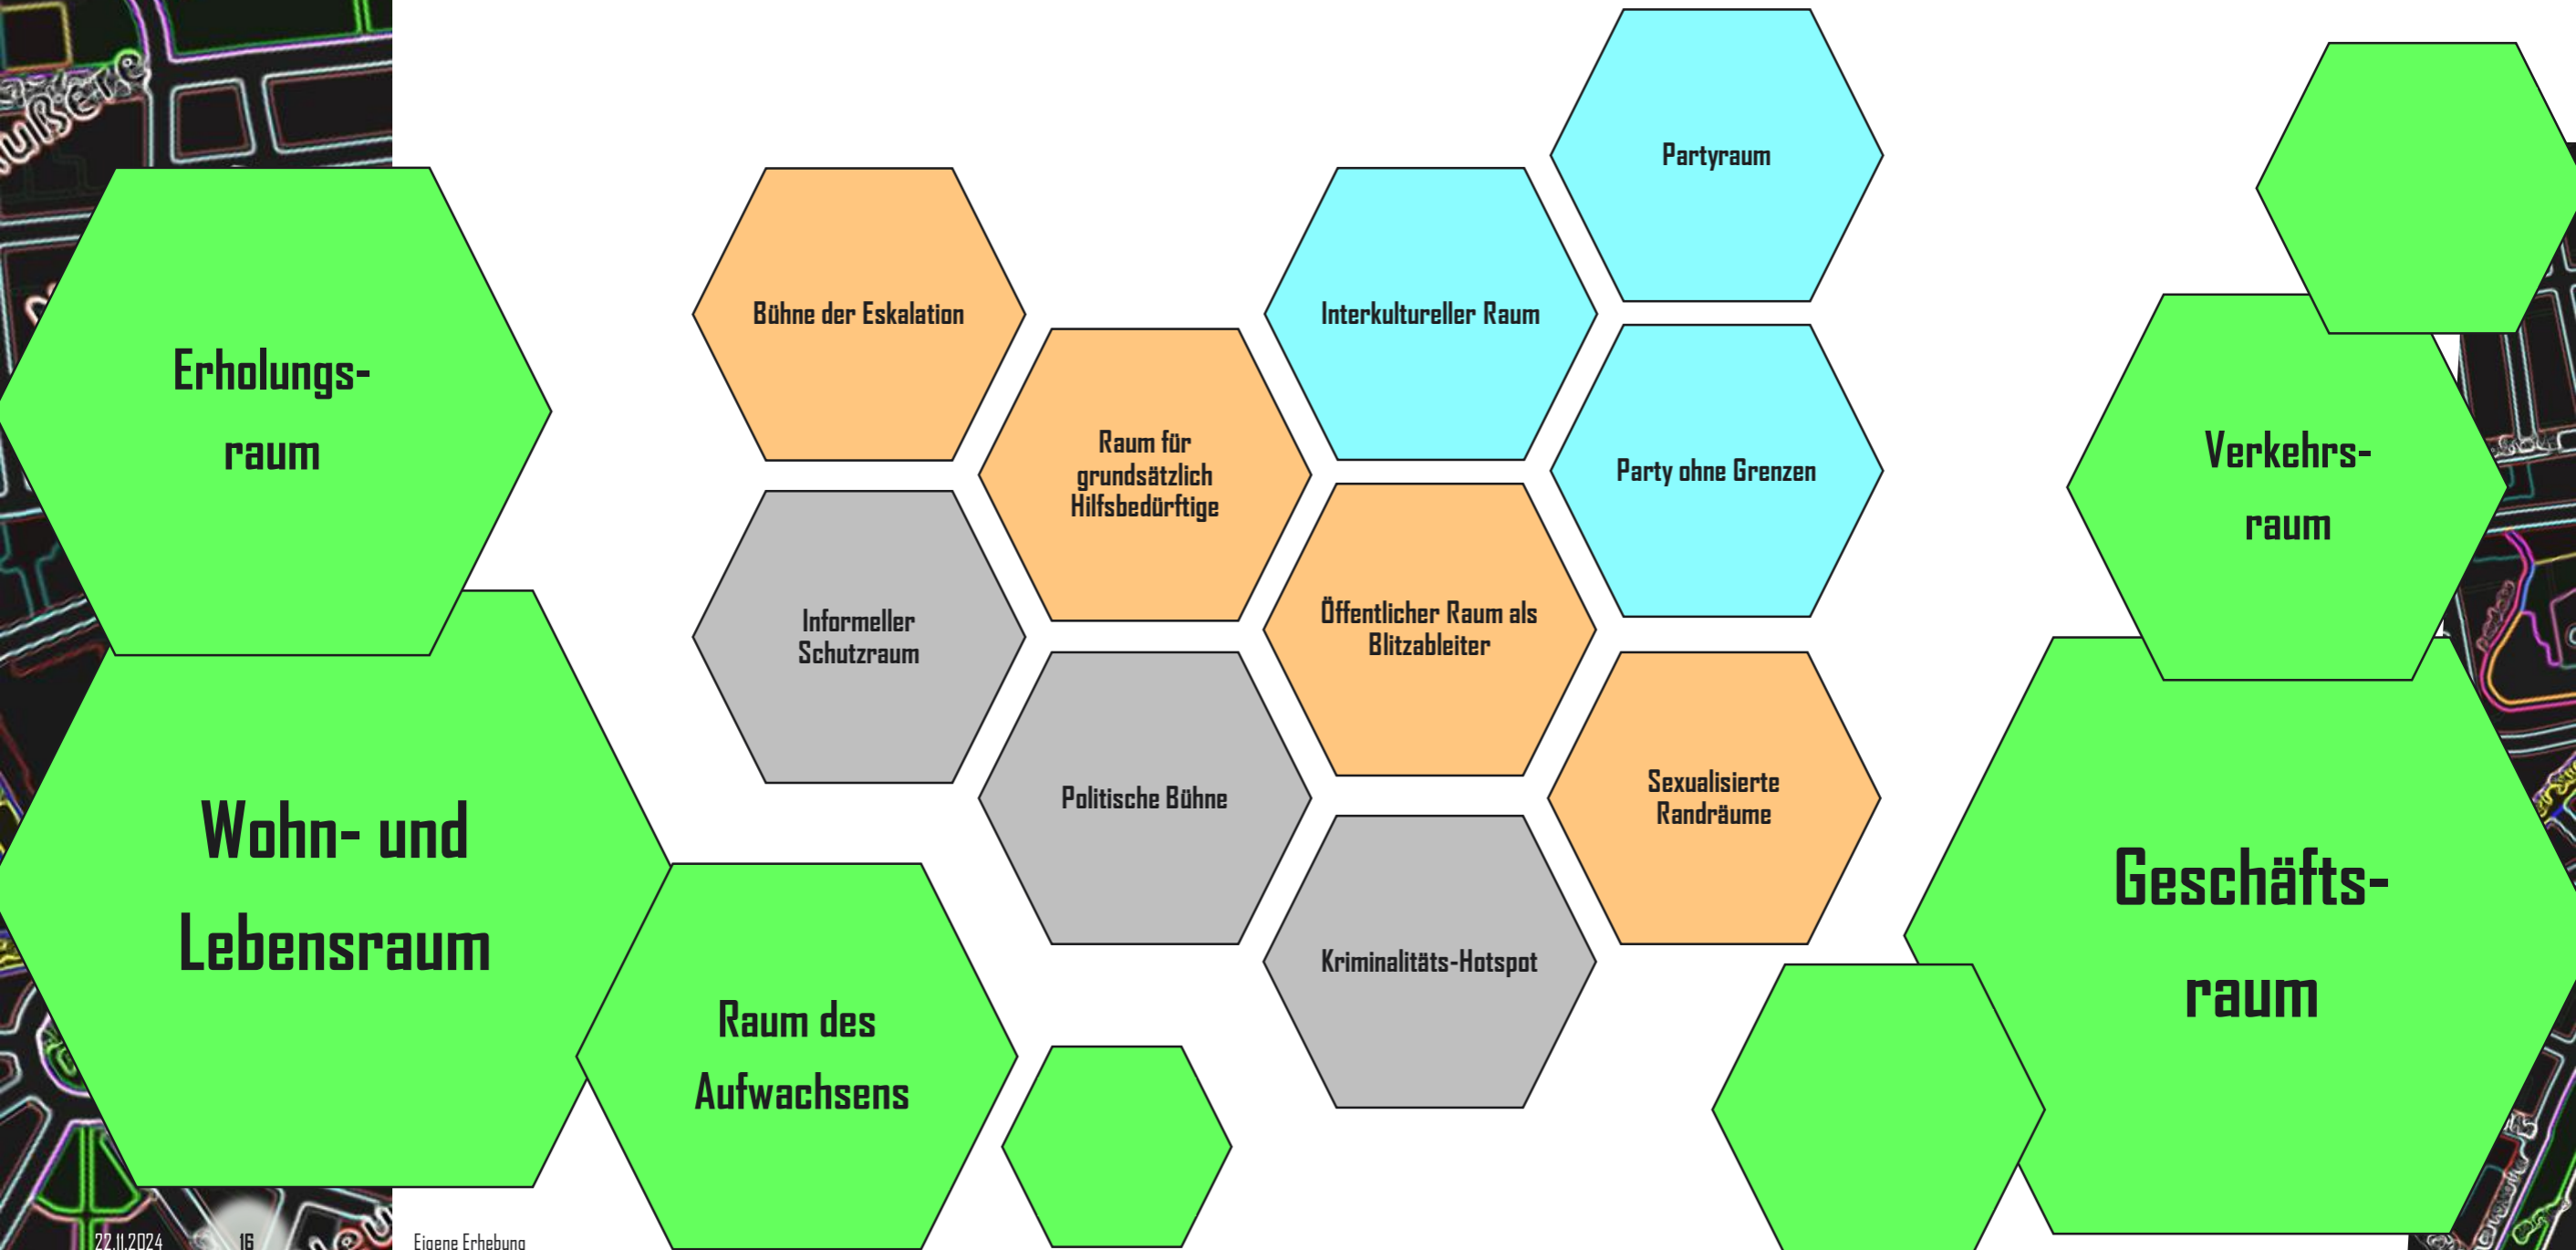 Partyraum
Bühne der Eskalation
Interkultureller Raum
Erholungs-
raum
Raum für
grundsätzlich
Hilfsbedürftige
Party ohne Grenzen
Verkehrs-
raum
Informeller
Schutzraum
Öffentlicher Raum als
Blitzableiter
Politische Bühne
Sexualisierte
Randräume
Wohn- und
Lebensraum
Geschäfts-
raum
Kriminalitäts-Hotspot
Raum des
Aufwachsens
22.11.2024
16
Eigene Erhebung